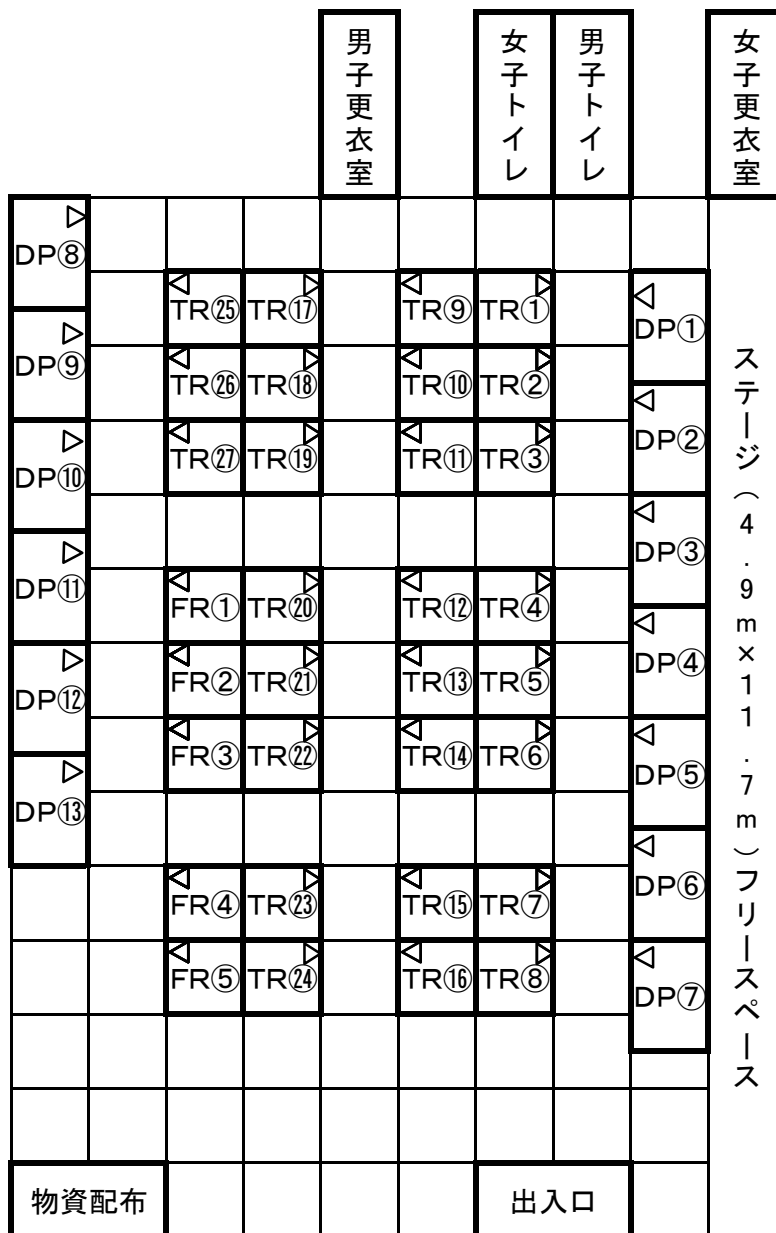 男子更衣室
女子トイレ
男子トイレ
女子更衣室
DP⑧
DP⑨
DP⑩
DP⑪
DP⑫
DP⑬
TR㉕ TR⑰
TR㉖ TR⑱
TR㉗ TR⑲
FR① TR⑳
FR② TR㉑
FR③ TR㉒
FR④ TR㉓
FR⑤ TR㉔
TR⑨ TR①
TR⑩ TR②
TR⑪ TR③
TR⑫ TR④
TR⑬ TR⑤
TR⑭ TR⑥
TR⑮ TR⑦
TR⑯ TR⑧
DP①
DP②
DP③
DP④
DP⑤
DP⑥
DP⑦
ステージ(4.9m×11.7m)フリースペース
物資配布
出入口